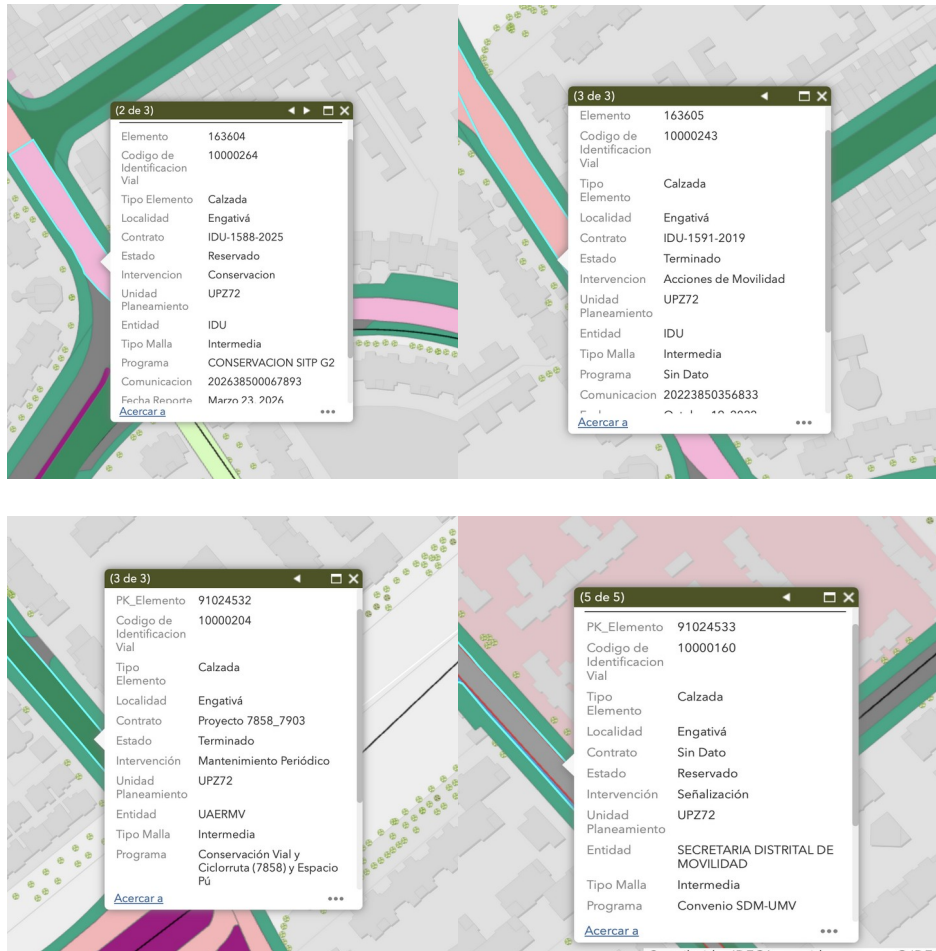 (2 de 3)
Elemento 163604
Codigo de Identificacion Vial 10000264
Tipo Elemento Calzada
Localidad Engativá
Contrato IDU-1588-2025
Estado Reservado
Intervencion Conservacion
Unidad Planeamiento UPZ72
Entidad IDU
Tipo Malla Intermedia
Programa CONSERVACION SITP G2
Comunicacion 202638500067893
Fecha Reporte Marzo 23, 2026
Acercar a
(3 de 3)
Elemento 163605
Codigo de Identificacion Vial 10000243
Tipo Elemento Calzada
Localidad Engativá
Contrato IDU-1591-2019
Estado Terminado
Intervencion Acciones de Movilidad
Unidad Planeamiento UPZ72
Entidad IDU
Tipo Malla Intermedia
Programa Sin Dato
Comunicacion 20223850356833
Acercar a
(3 de 3)
PK_Elemento 91024532
Codigo de Identificacion Vial 10000204
Tipo Elemento Calzada
Localidad Engativá
Contrato Proyecto 7858_7903
Estado Terminado
Intervención Mantenimiento Periódico
Unidad Planeamiento UPZ72
Entidad UAERMV
Tipo Malla Intermedia
Programa Conservación Vial y Ciclorruta (7858) y Espacio Pú
Acercar a
(5 de 5)
PK_Elemento 91024533
Codigo de Identificacion Vial 10000160
Tipo Elemento Calzada
Localidad Engativá
Contrato Sin Dato
Estado Reservado
Intervención Señalización
Unidad Planeamiento UPZ72
Entidad SECRETARIA DISTRITAL DE MOVILIDAD
Tipo Malla Intermedia
Programa Convenio SDM-UMV
Acercar a